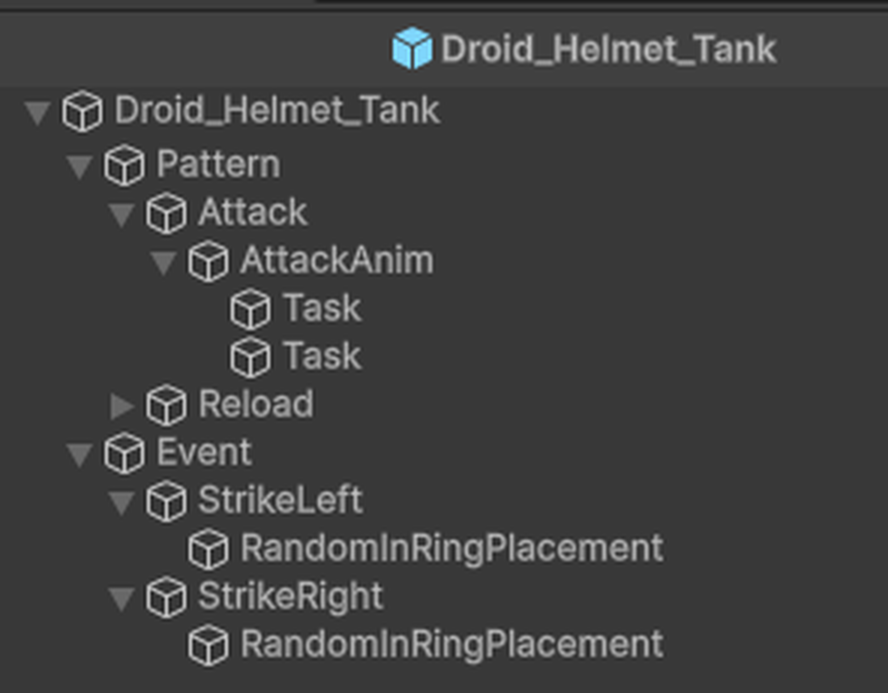 Droid_Helmet_Tank
Droid_Helmet_Tank
Pattern
Attack
AttackAnim
Task
Task
Reload
Event
StrikeLeft
RandomInRingPlacement
StrikeRight
RandomInRingPlacement